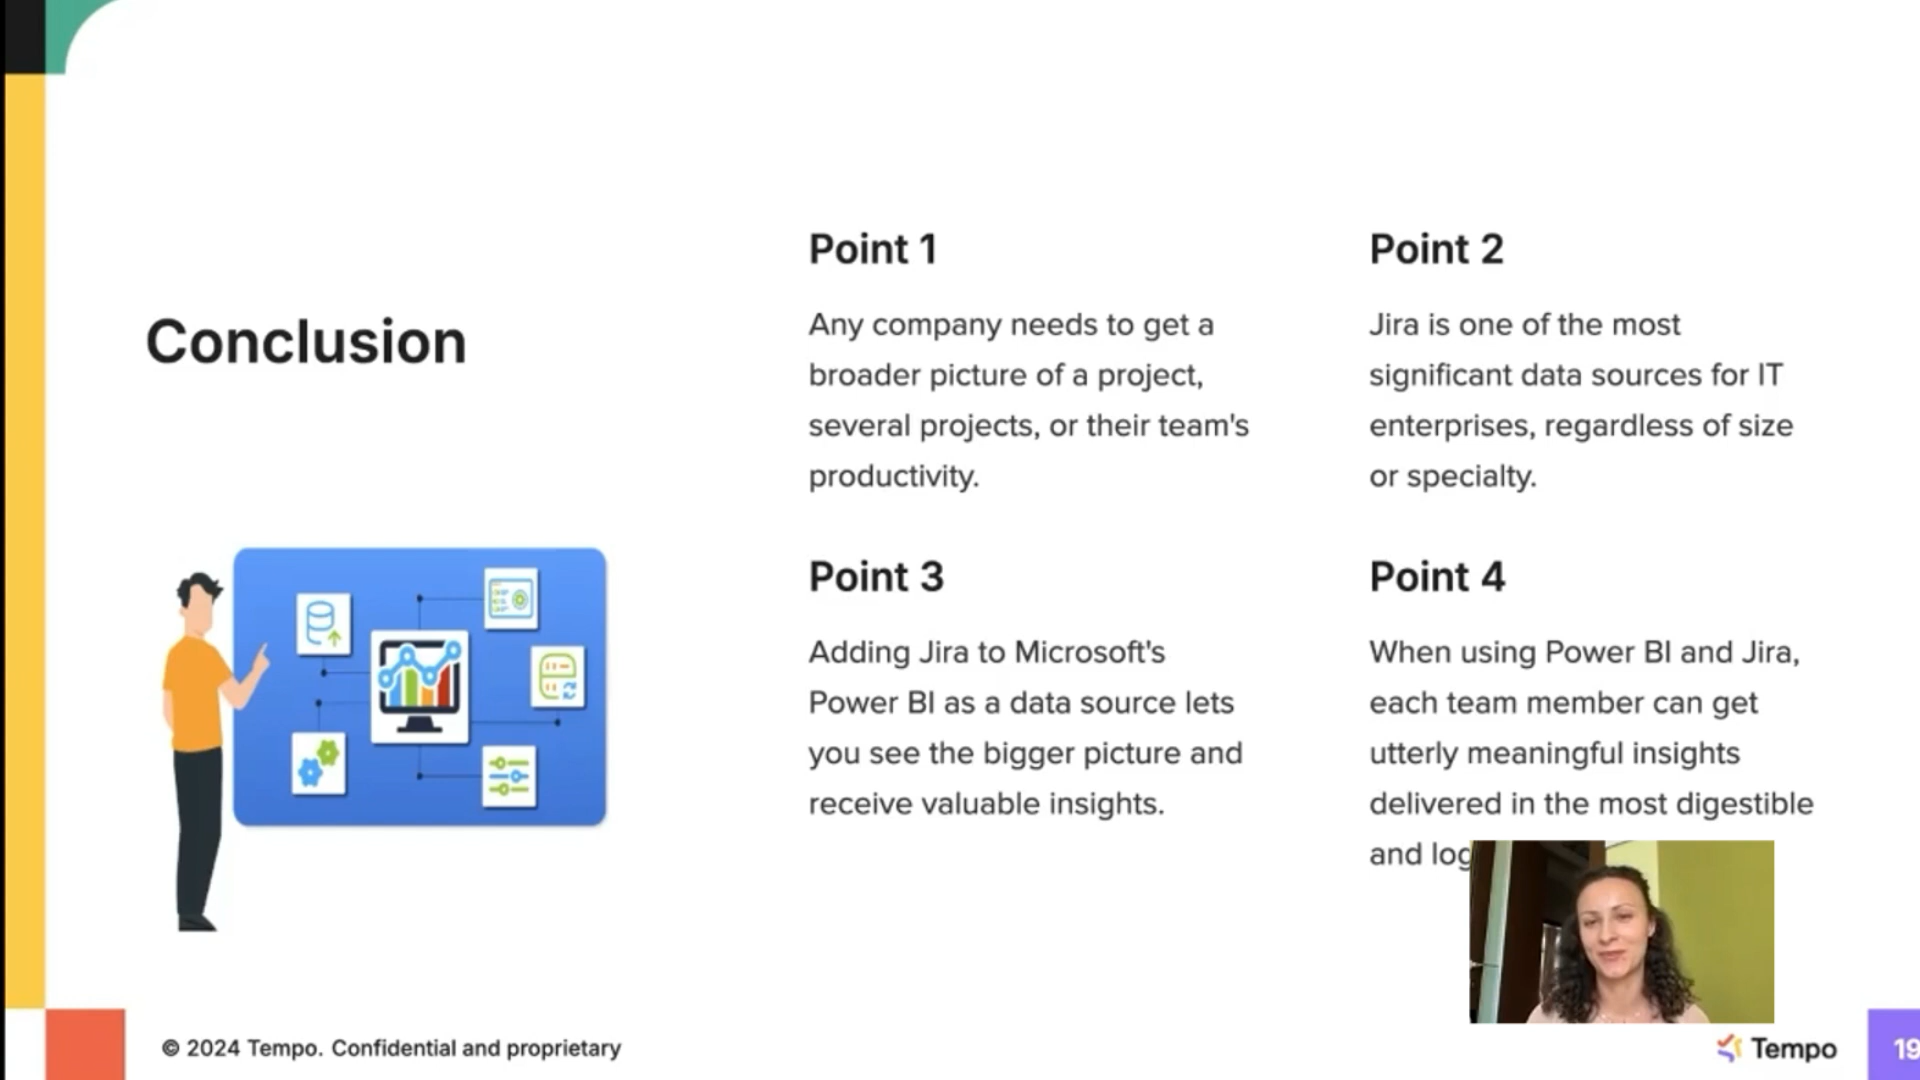 Conclusion
Point 1
Any company needs to get a
broader picture of a project,
several projects, or their team's
productivity.
Point 2
Jira is one of the most
significant data sources for IT
enterprises, regardless of size
or specialty.
Point 3
Adding Jira to Microsoft's
Power BI as a data source lets
you see the bigger picture and
receive valuable insights.
Point 4
When using Power BI and Jira,
each team member can get
utterly meaningful insights
delivered in the most digestible
and
© 2024 Tempo. Confidential and proprietary
Tempo
19